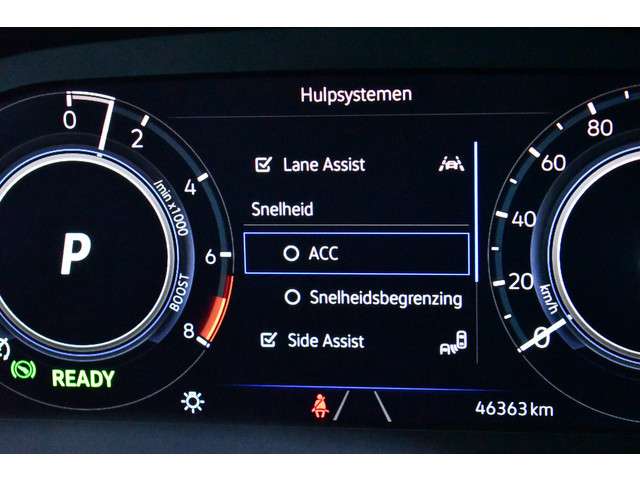 Hulpsystemen
0
2
4
6
8
/min x1000
BOOST
P
READY
Lane Assist
Snelheid
ACC
Snelheidsbegrenzing
Side Assist
80
60
40
20
0
km/h
46363 km